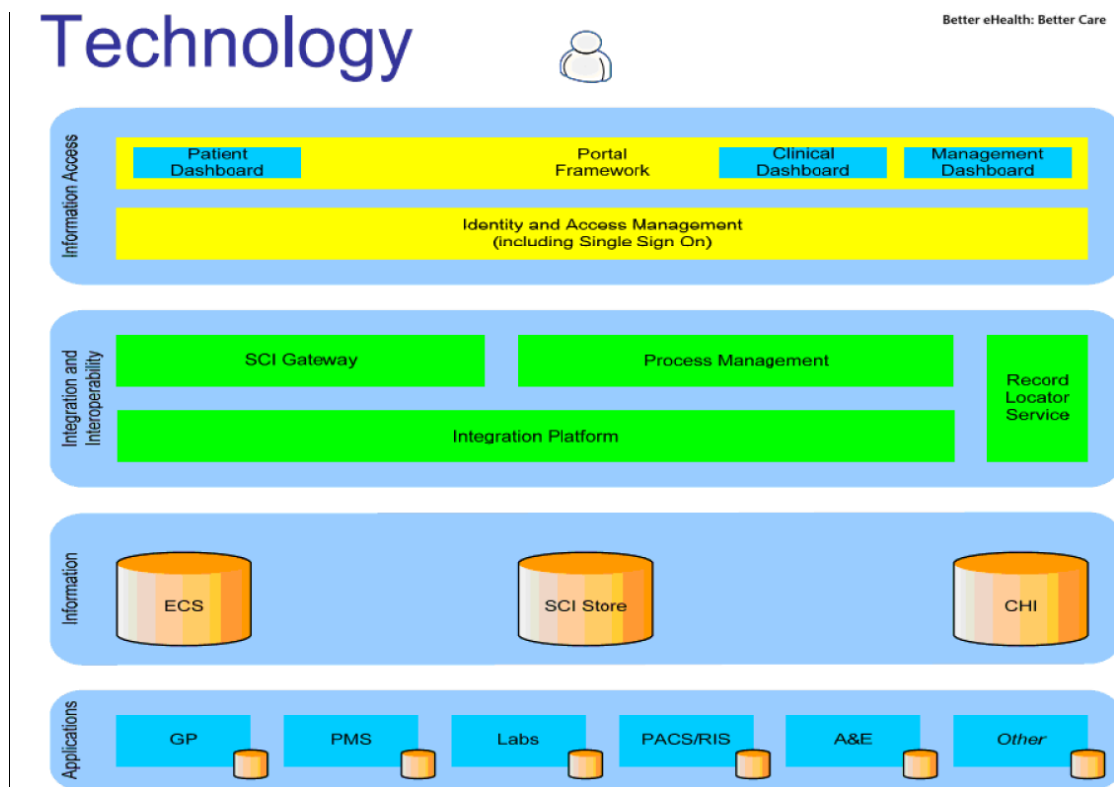 Technology
Better eHealth: Better Care
Information Access
Patient
Dashboard
Portal
Framework
Clinical
Dashboard
Management
Dashboard
Identity and Access Management
(including Single Sign On)
Integration and
Interoperability
SCI Gateway
Process Management
Record
Locator
Service
Integration Platform
Information
ECS
SCI Store
CHI
Applications
GP
PMS
Labs
PACS/RIS
A&E
Other